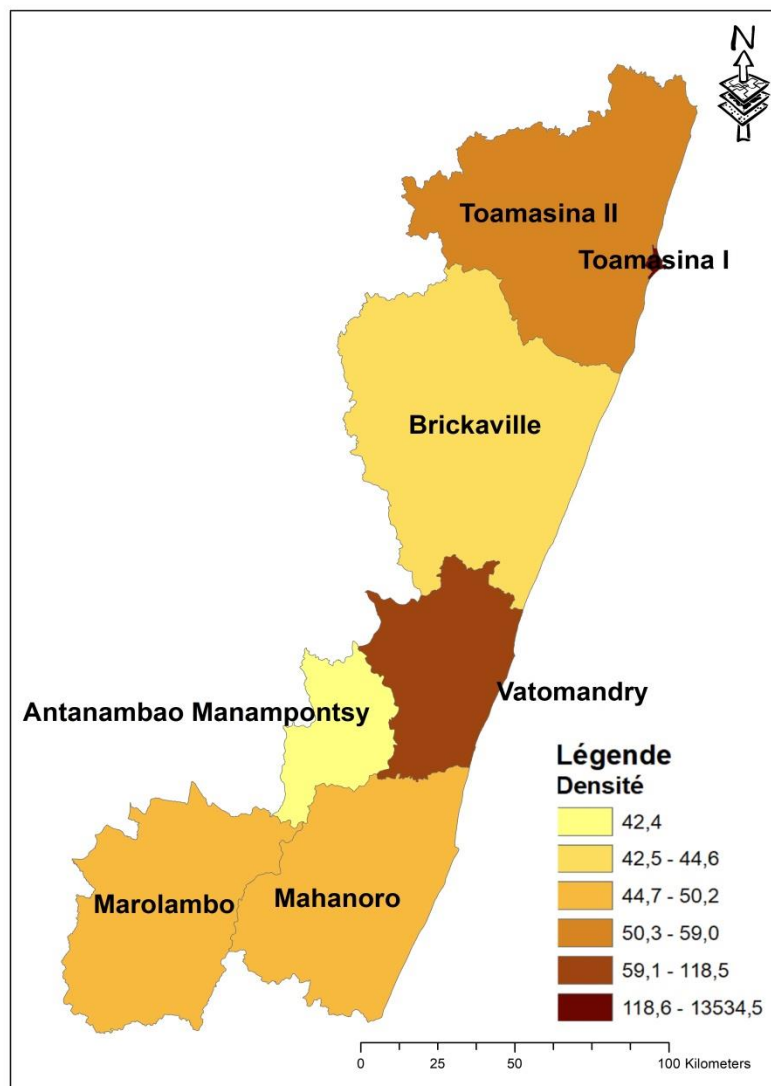 N
Toamasina II
Toamasina I
Brickaville
Vatomandry
Antanambao Manampontsy
Marolambo
Mahanoro
Légende
Densité
42,4
42,5 - 44,6
44,7 - 50,2
50,3 - 59,0
59,1 - 118,5
118,6 - 13534,5
0 25 50 100 Kilometers